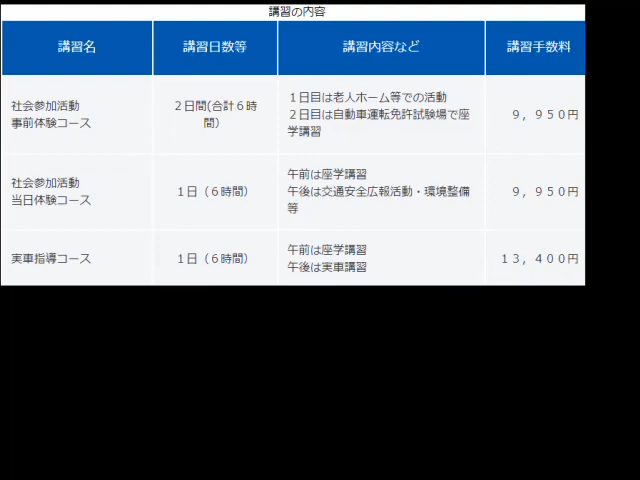 講習の内容
講習名 講習日数等 講習内容など 講習手数料
社会参加活動
事前体験コース
２日間(合計６時
間）
１日目は老人ホーム等での活動
２日目は自動車運転免許試験場で座
学講習
９，９５０円
社会参加活動
当日体験コース
１日（６時間）
午前は座学講習
午後は交通安全広報活動・環境整備
等
９，９５０円
実車指導コース
１日（６時間）
午前は座学講習
午後は実車講習
１３，４００円